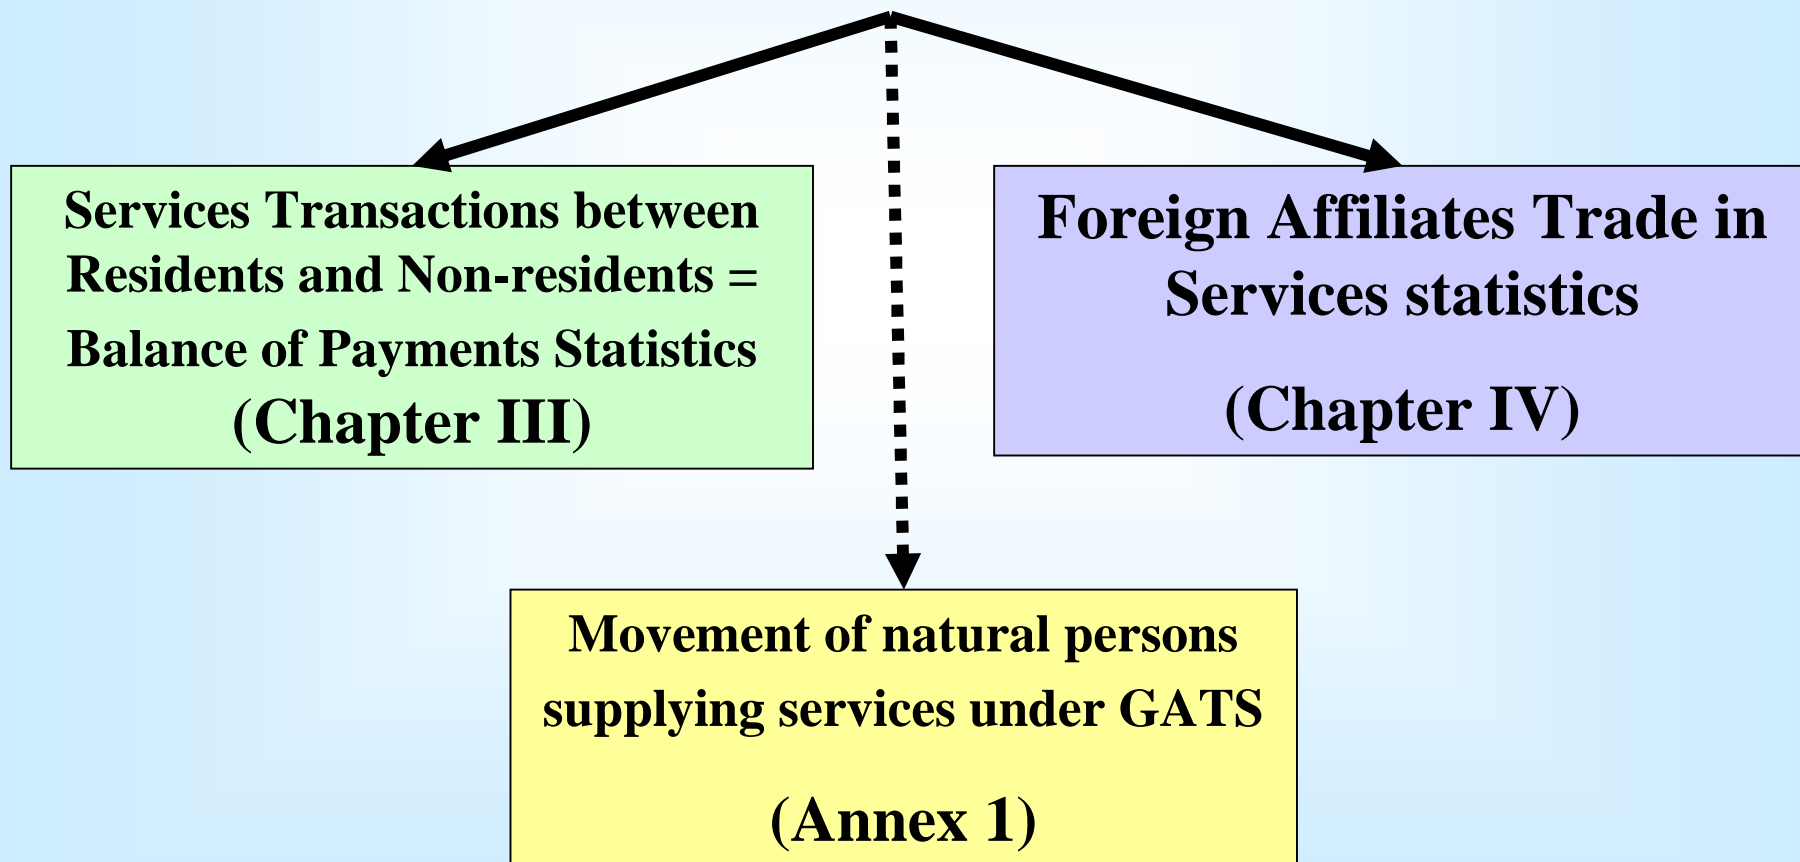 Services Transactions between
Residents and Non-residents =
Balance of Payments Statistics
(Chapter III)
Foreign Affiliates Trade in
Services statistics
(Chapter IV)
Movement of natural persons
supplying services under GATS
(Annex 1)